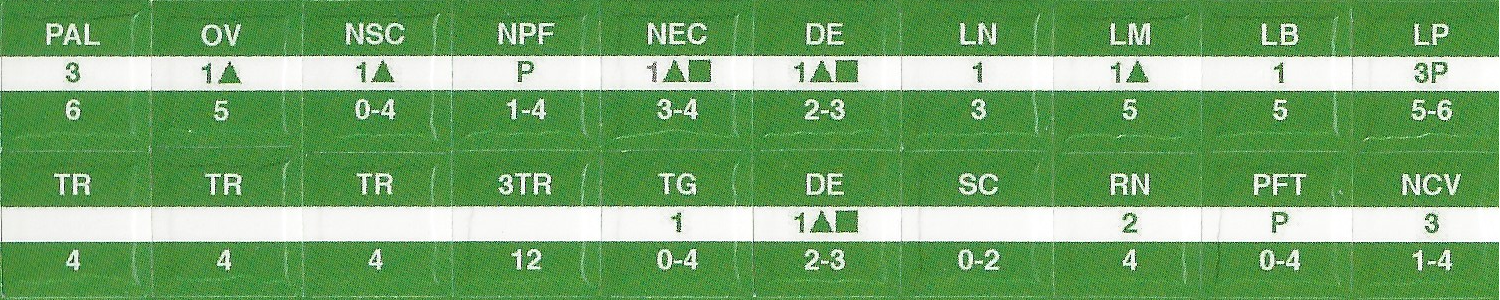 PAL OV NSC NPF NEC DE LN LM LB LP
3 1▲ 1▲ P 1▲■ 1▲■ 1 1▲ 1 3P
6 5 0-4 1-4 3-4 2-3 3 5 5 5-6
TR TR TR 3TR TG DE SC RN PFT NCV
1 1▲■ 2 P 3
4 4 4 12 0-4 2-3 0-2 4 0-4 1-4